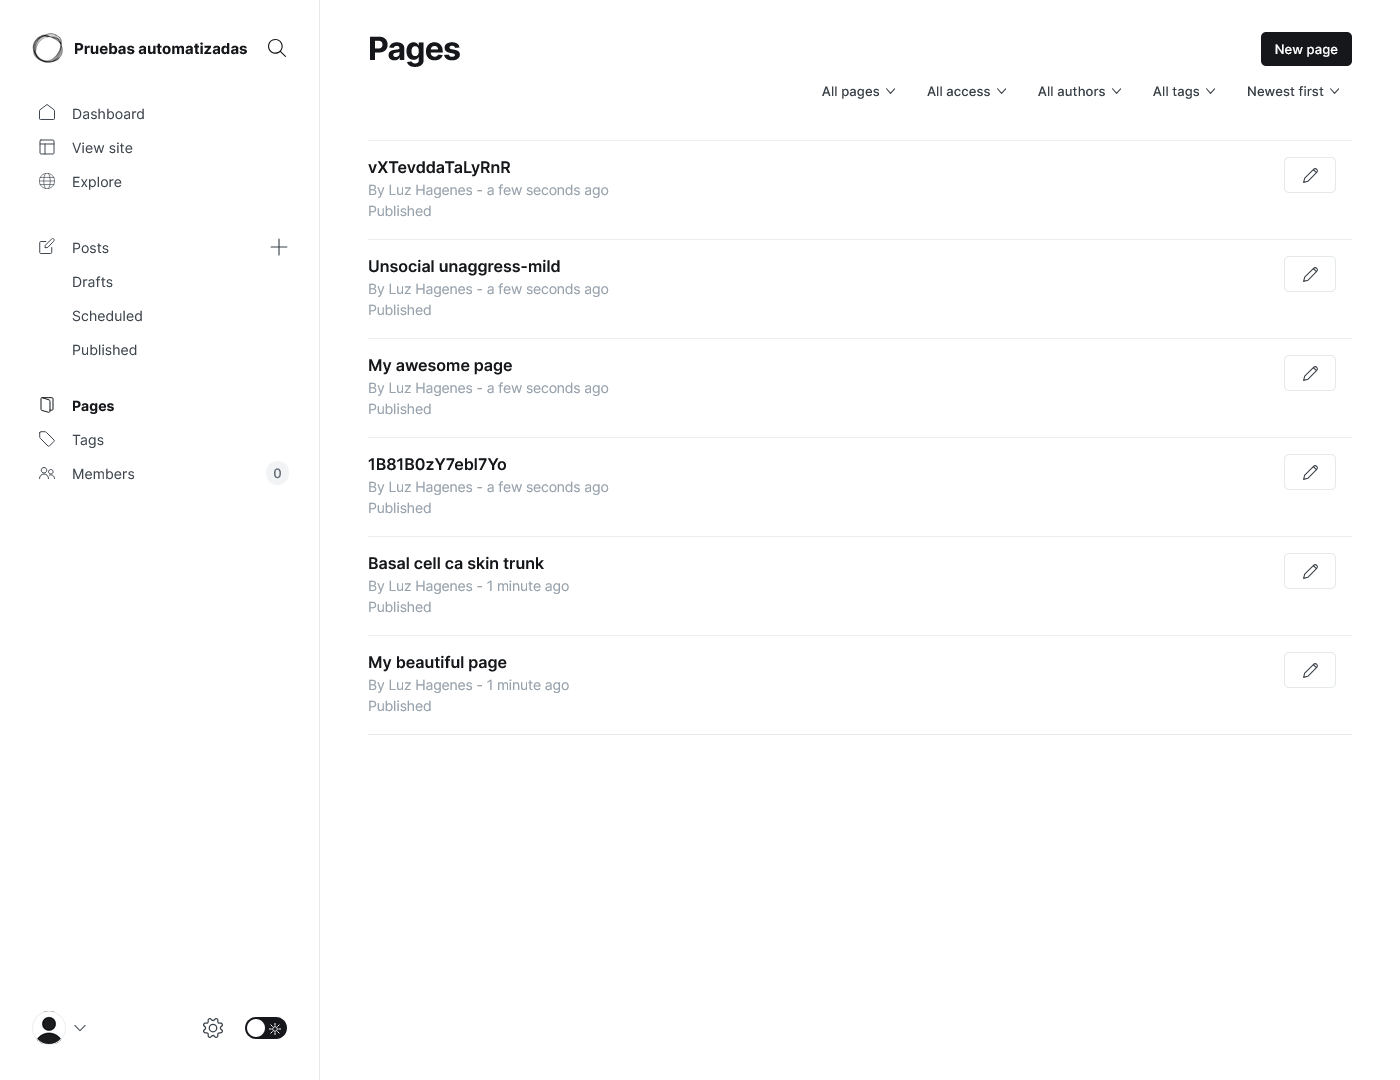 Pruebas automatizadas
Dashboard
View site
Explore
Posts
Drafts
Scheduled
Published
Pages
Tags
Members 0
Pages
New page
All pages All access All authors All tags Newest first
vXTevddaTaLyRnR
By Luz Hagenes - a few seconds ago
Published
Unsocial unaggress-mild
By Luz Hagenes - a few seconds ago
Published
My awesome page
By Luz Hagenes - a few seconds ago
Published
1B81B0zY7ebl7Yo
By Luz Hagenes - a few seconds ago
Published
Basal cell ca skin trunk
By Luz Hagenes - 1 minute ago
Published
My beautiful page
By Luz Hagenes - 1 minute ago
Published